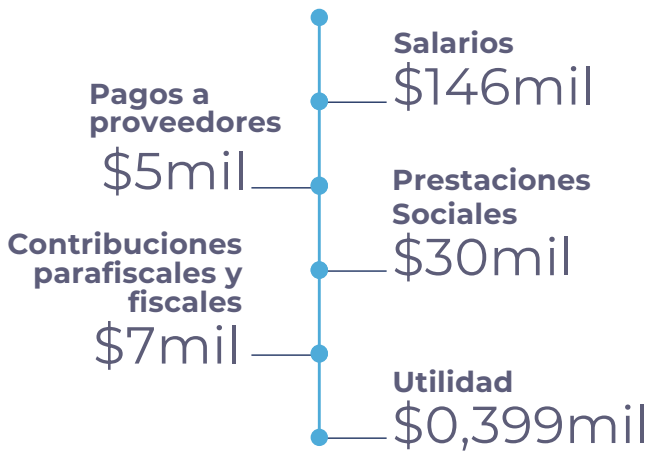 Salarios
$146mil
Pagos a
proveedores
$5mil
Prestaciones
Sociales
$30mil
Contribuciones
parafiscales y
fiscales
$7mil
Utilidad
$0,399mil